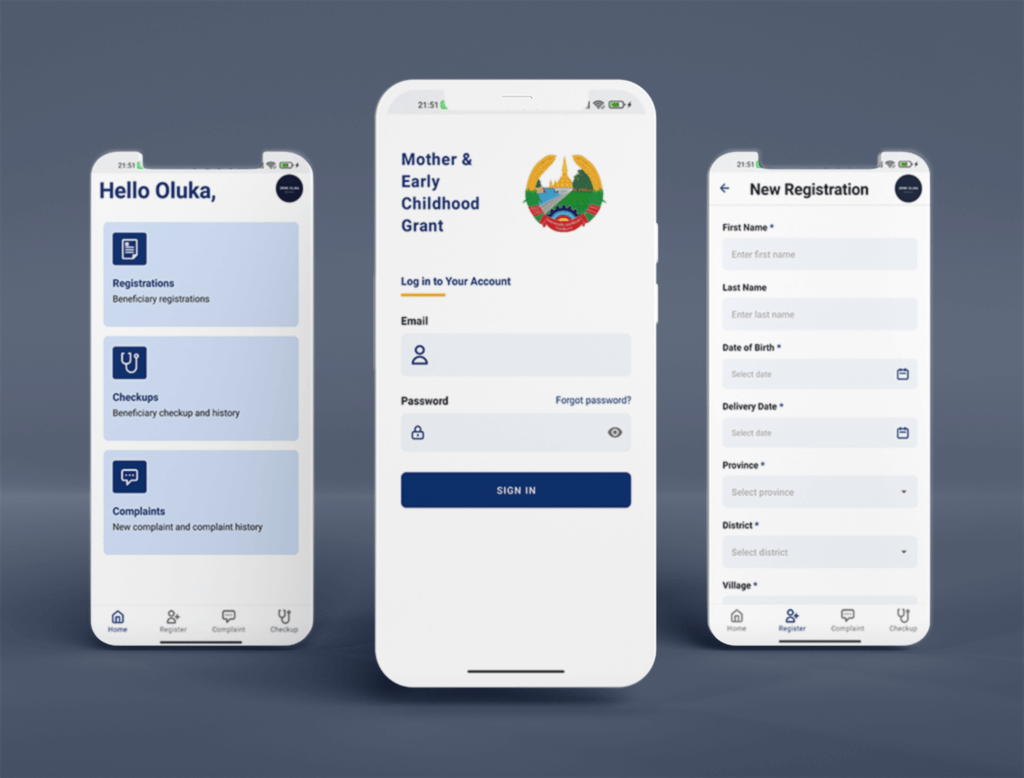 21:51
Hello Oluka,
Registrations
Beneficiary registrations
Checkups
Beneficiary checkup and history
Complaints
New complaint and complaint history
Home
Register
Complaint
Checkup
21:51
Mother &
Early
Childhood
Grant
Log in to Your Account
Email
Password
Forgot password?
SIGN IN
21:51
New Registration
First Name *
Enter first name
Last Name
Enter last name
Date of Birth *
Select date
Delivery Date *
Select date
Province *
Select province
District *
Select district
Village *
Home
Register
Complaint
Checkup